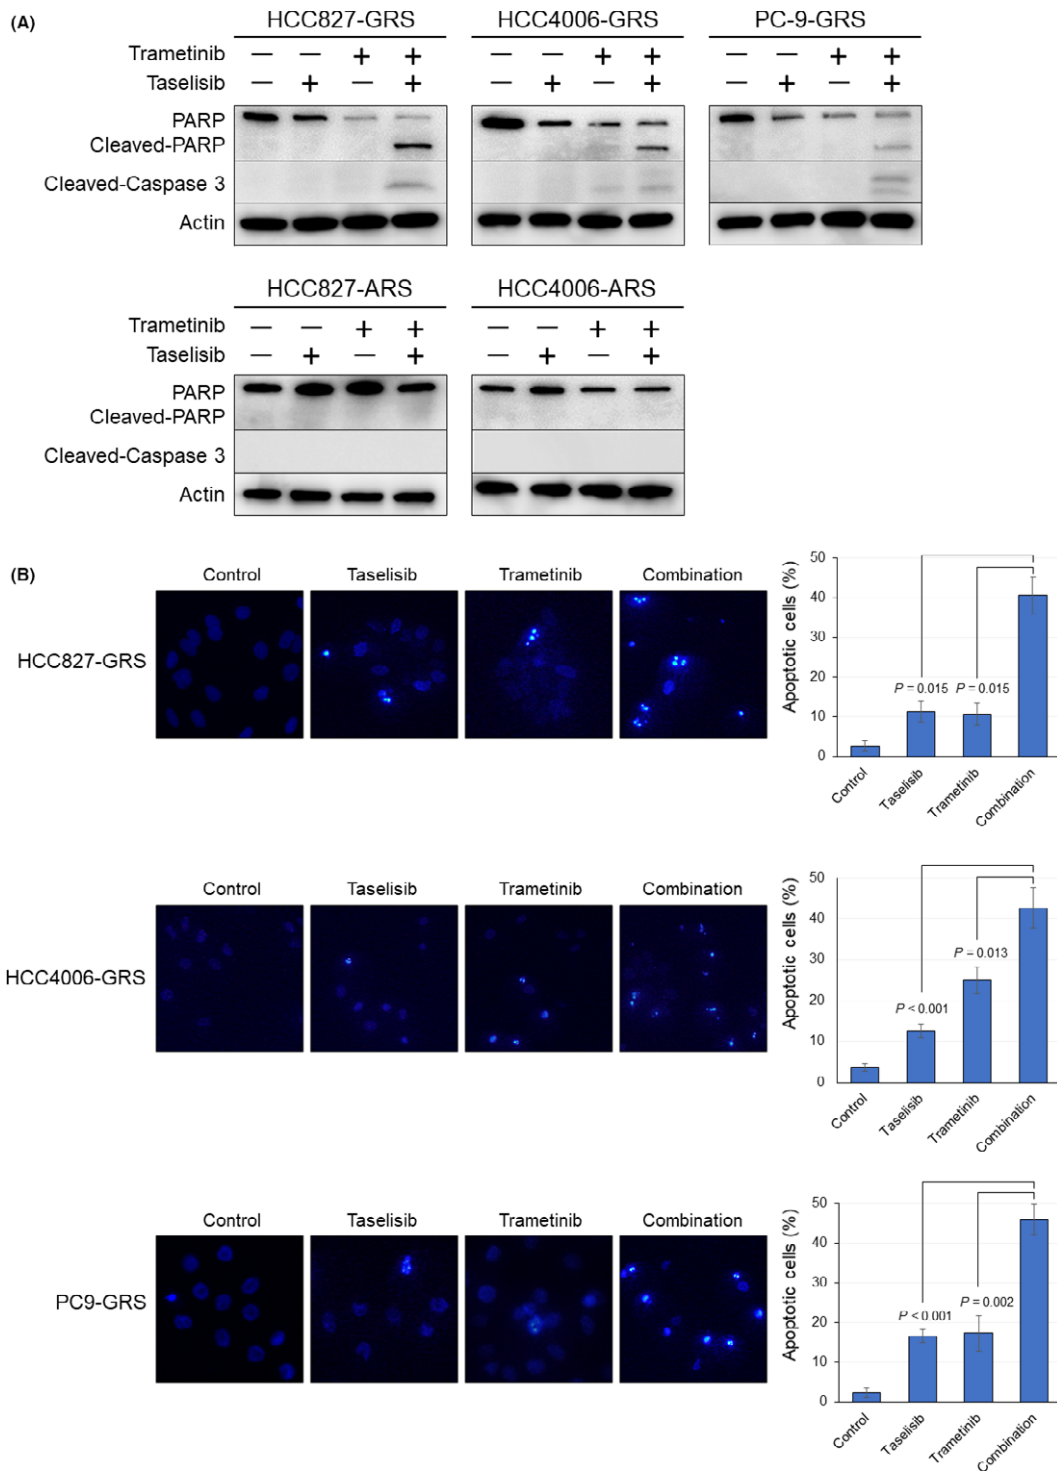 (A)
HCC827-GRS HCC4006-GRS PC-9-GRS
Trametinib — — + + — — + + — — + +
Taselisib — + — + — + — + — + — +
PARP
Cleaved-PARP
Cleaved-Caspase 3
Actin
HCC827-ARS HCC4006-ARS
Trametinib — — + + — — + +
Taselisib — + — + — + — +
PARP
Cleaved-PARP
Cleaved-Caspase 3
Actin
(B)
Control Taselisib Trametinib Combination
HCC827-GRS
Apoptotic cells (%)
50
40
30
20
10
0
P = 0.015 P = 0.015
Control Taselisib Trametinib Combination
Control Taselisib Trametinib Combination
HCC4006-GRS
Apoptotic cells (%)
50
40
30
20
10
0
P = 0.013
P < 0.001
Control Taselisib Trametinib Combination
Control Taselisib Trametinib Combination
PC9-GRS
Apoptotic cells (%)
50
40
30
20
10
0
P = 0.002
P < 0.001
Control Taselisib Trametinib Combination